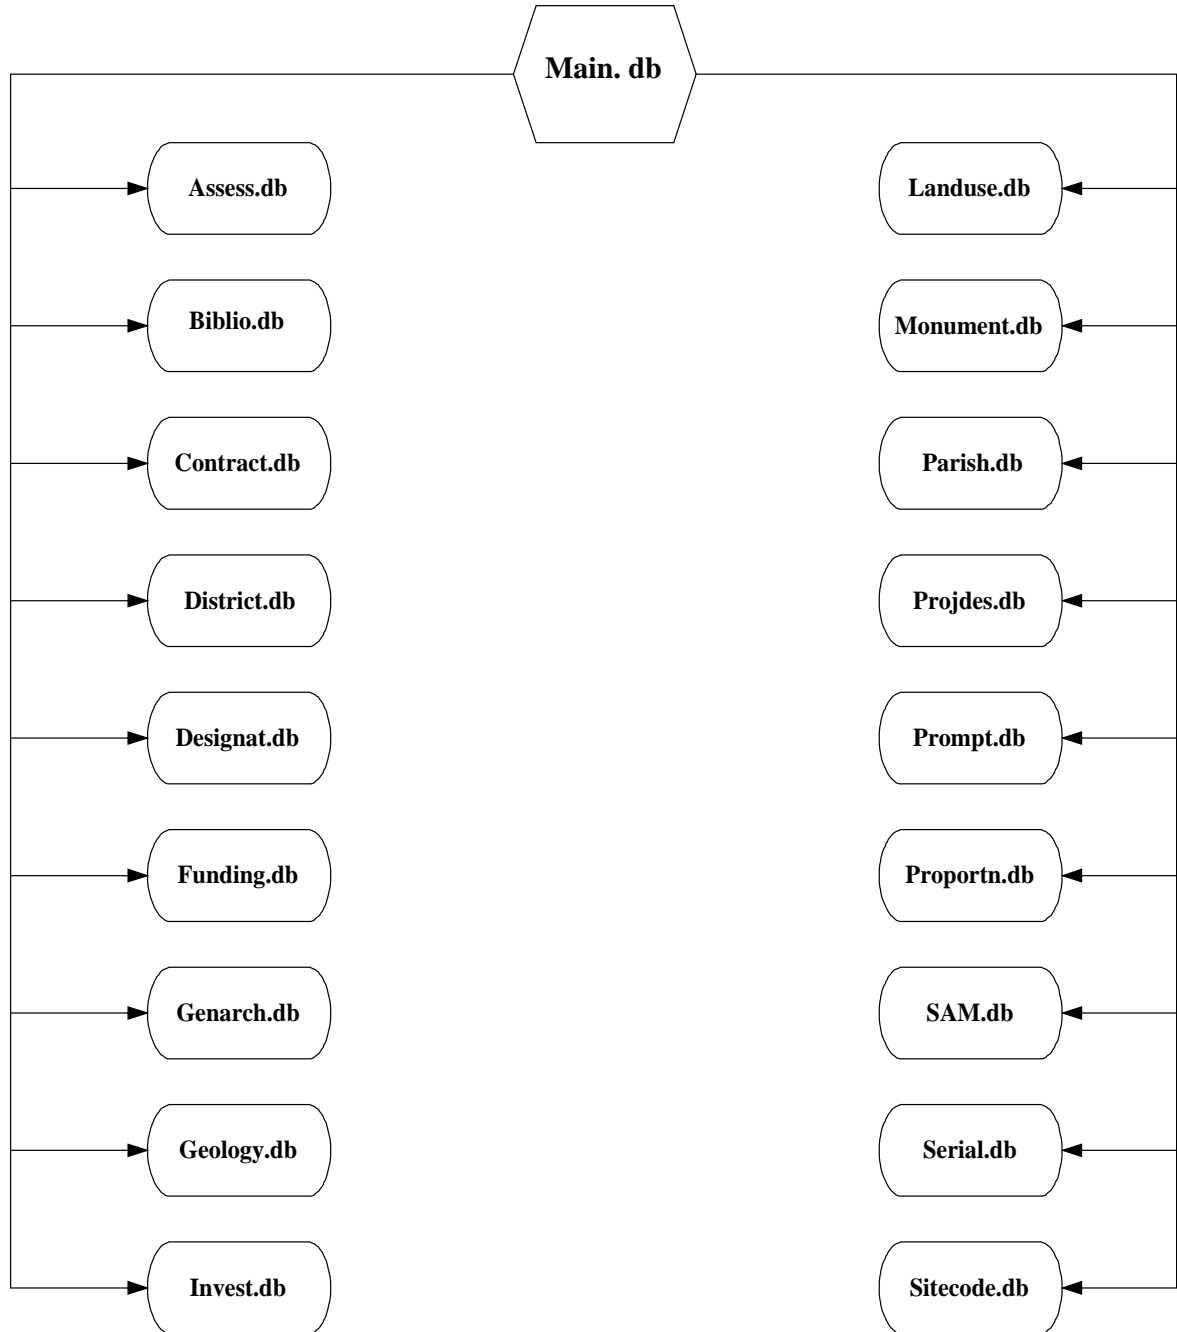 Main. db
Assess.db
Biblio.db
Contract.db
District.db
Designat.db
Funding.db
Genarch.db
Geology.db
Invest.db
Landuse.db
Monument.db
Parish.db
Projdes.db
Prompt.db
Proportn.db
SAM.db
Serial.db
Sitecode.db